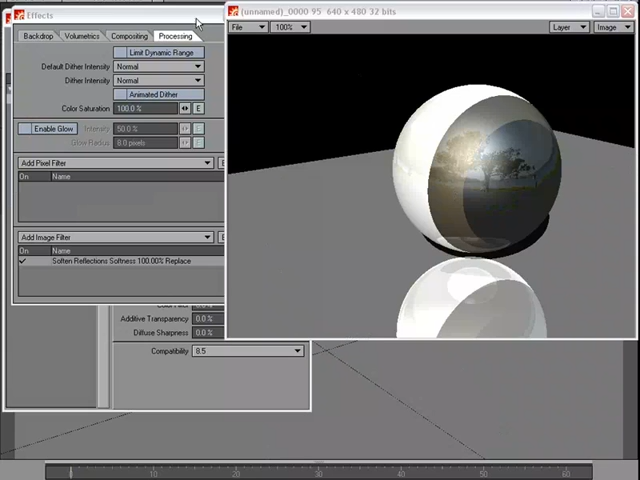 Effects
Backdrop Volumetrics Compositing Processing
Limit Dynamic Range
Default Dither Intensity Normal
Dither Intensity Normal
Animated Dither
Color Saturation 100.0 % E
Enable Glow Intensity 50.0 % E
Glow Radius 8.0 pixels
Add Pixel Filter
On Name
Add Image Filter
On Name
Soften Reflections Softness 100.00% Replace
Additive Transparency 0.0 %
Diffuse Sharpness 0.0 %
Compatibility 8.5
(unnamed)_0000 95 640 x 480 32 bits
File 100% Layer Image
0 10 20 30 40 50 60